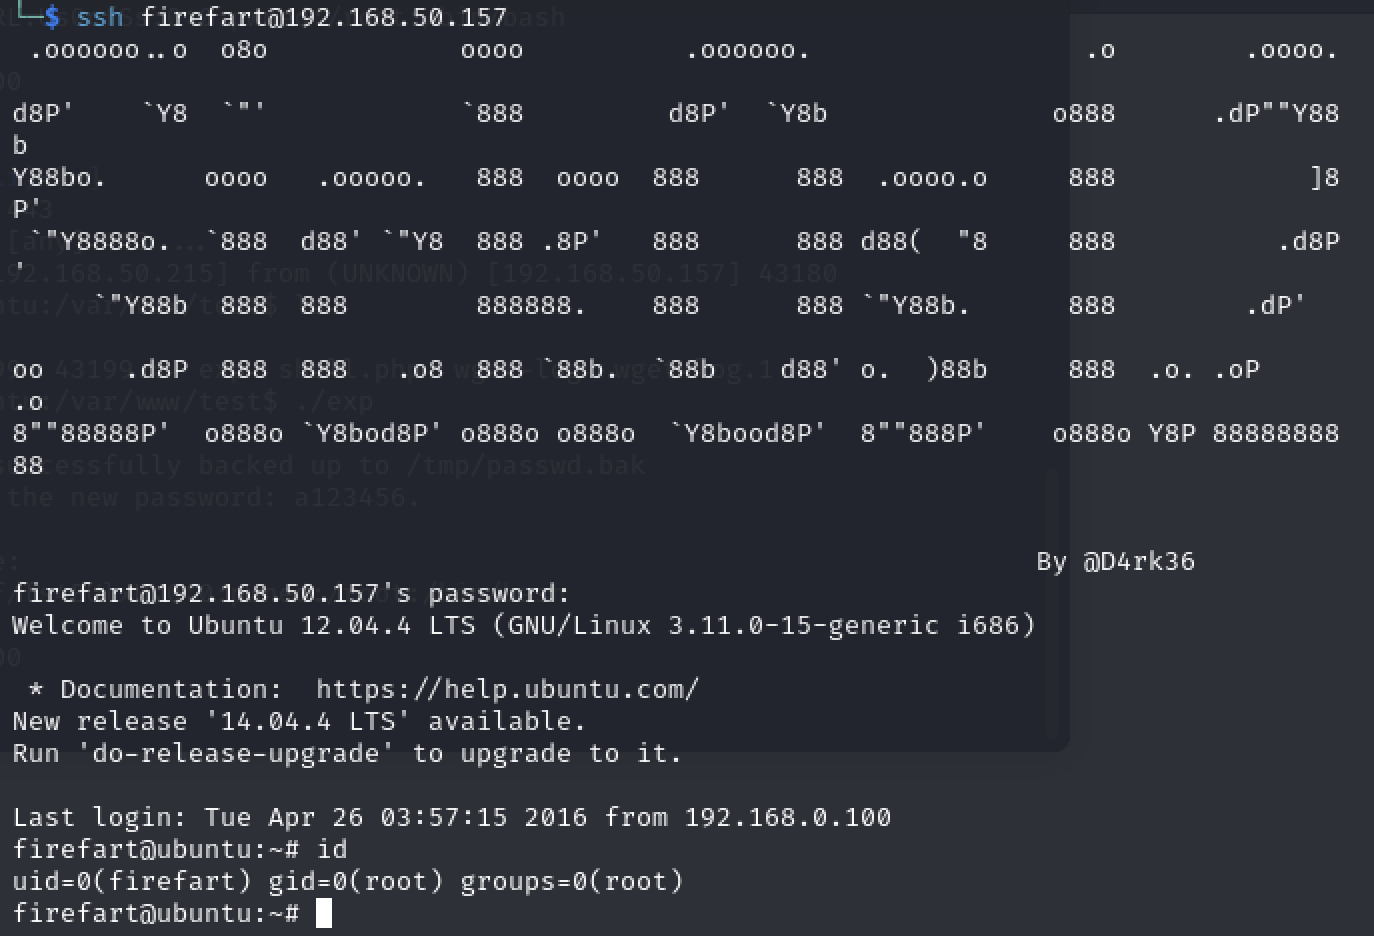 └─$ ssh firefart@192.168.50.157
 .oooooo..o  o8o            oooo          .oooooo.                  .o        .oooo.
d8P'    `Y8  `"'            `888         d8P'  `Y8b              o888      .dP""Y88
b
Y88bo.      oooo   .ooooo.   888  oooo  888      888  .oooo.o     888            ]8
P'
 `"Y8888o.  `888  d88' `"Y8  888 .8P'   888      888 d88(  "8     888          .d8P
'
     `"Y88b  888  888        888888.    888      888 `"Y88b.      888        .dP'
oo     .d8P  888  888   .o8  888 `88b.  `88b    d88' o.  )88b     888  .o. .oP
.o
8""88888P'  o888o `Y8bod8P' o888o o888o  `Y8bood8P'  8""888P'    o888o Y8P 88888888
88
By @D4rk36
firefart@192.168.50.157's password:
Welcome to Ubuntu 12.04.4 LTS (GNU/Linux 3.11.0-15-generic i686)
 * Documentation:  https://help.ubuntu.com/
New release '14.04.4 LTS' available.
Run 'do-release-upgrade' to upgrade to it.
Last login: Tue Apr 26 03:57:15 2016 from 192.168.0.100
firefart@ubuntu:~# id
uid=0(firefart) gid=0(root) groups=0(root)
firefart@ubuntu:~#